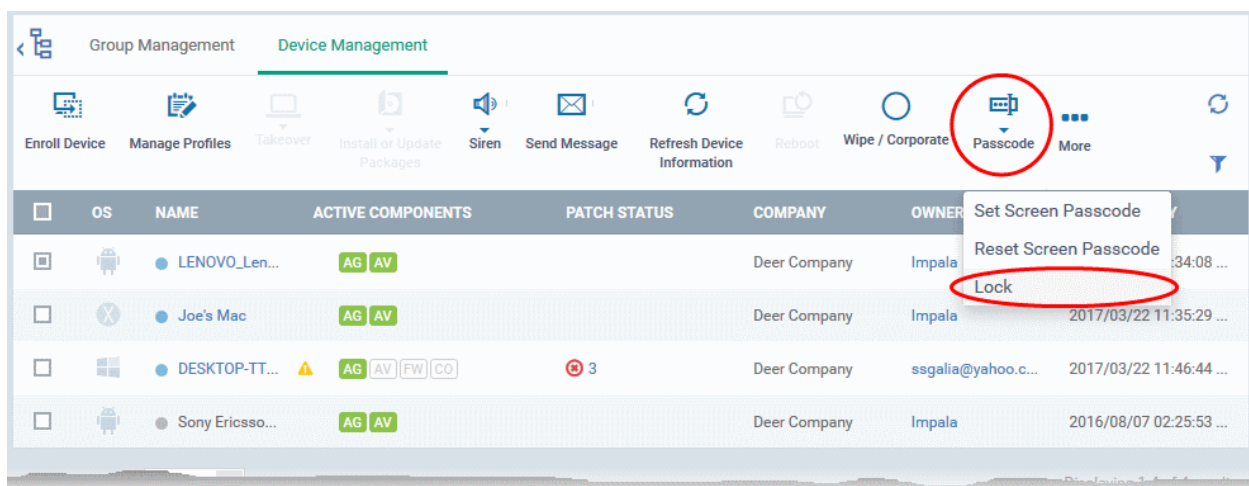 Group Management Device Management
Enroll Device Manage Profiles Takeover Install or Update Packages Siren Send Message Refresh Device Information Reboot Wipe / Corporate Passcode More
OS NAME ACTIVE COMPONENTS PATCH STATUS COMPANY OWNER Y
Set Screen Passcode
Reset Screen Passcode
Lock
LENOVO_Len... AG AV Deer Company Impala :34:08 ...
Joe's Mac AG AV Deer Company Impala 2017/03/22 11:35:29 ...
DESKTOP-TT... AG AV FW CO 3 Deer Company ssgalia@yahoo.c... 2017/03/22 11:46:44 ...
Sony Ericsso... AG AV Deer Company Impala 2016/08/07 02:25:53 ...